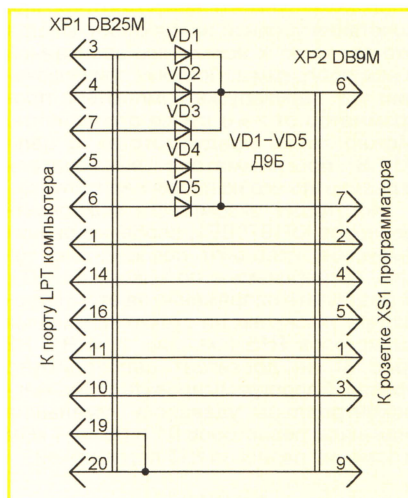 XP1 DB25M
XP2 DB9M
3
VD1
4
VD2
6
7
VD3
VD1–VD5
Д9Б
5
VD4
6
VD5
7
1
2
14
4
16
5
11
1
10
3
19
20
9
К порту LPT компьютера
К розетке XS1 программатора